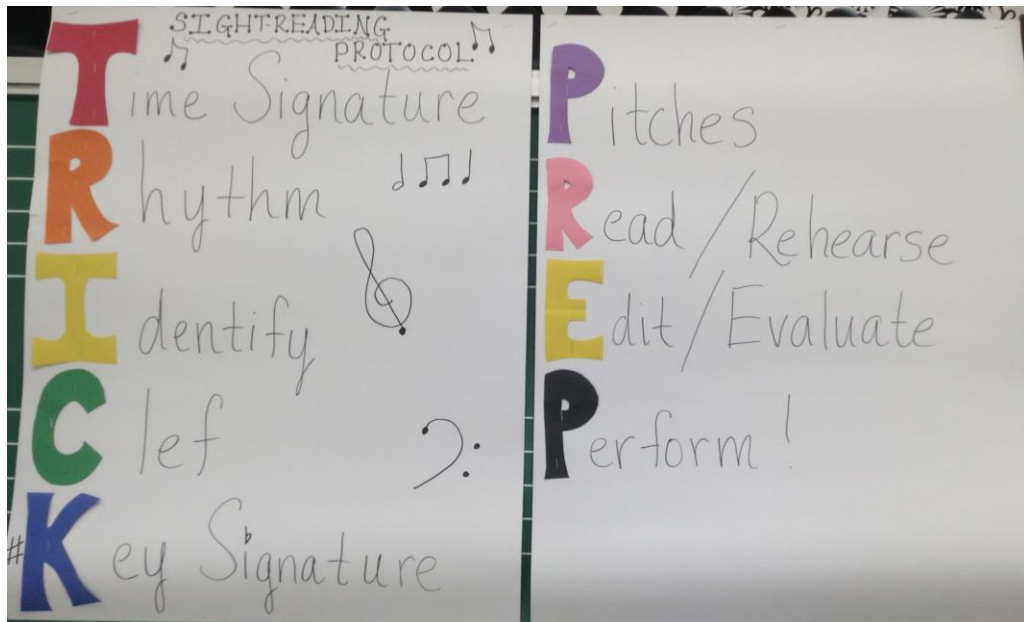 SIGHTREADING
PROTOCOL
Time Signature
Rhythm
Identify
Clef
# Key Signature
Pitches
Read/Rehearse
Edit/Evaluate
Perform!